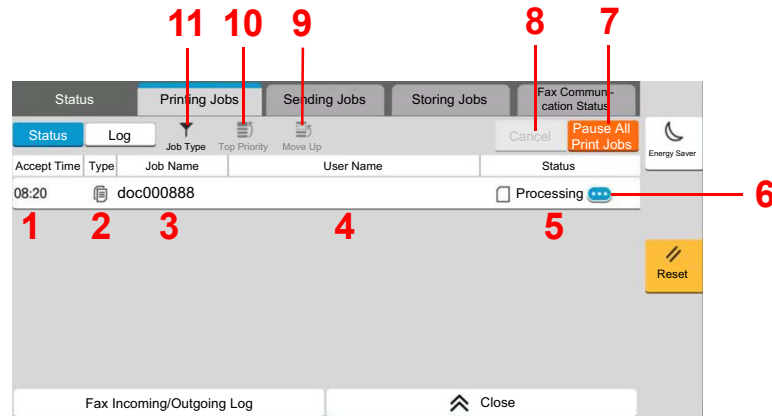 11 10 9 8 7
Status Printing Jobs Sending Jobs Storing Jobs Fax Communi-
cation Status
Status Log Job Type Top Priority Move Up Cancel Pause All
Print Jobs
Energy Saver
Accept Time Type Job Name User Name Status
08:20 doc000888 Processing 6
1 2 3 4 5
Reset
Fax Incoming/Outgoing Log Close